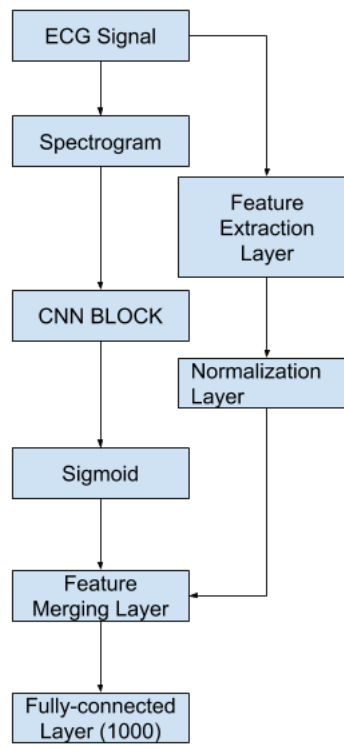 ECG Signal
Spectrogram
Feature
Extraction
Layer
CNN BLOCK
Normalization
Layer
Sigmoid
Feature
Merging Layer
Fully-connected
Layer (1000)